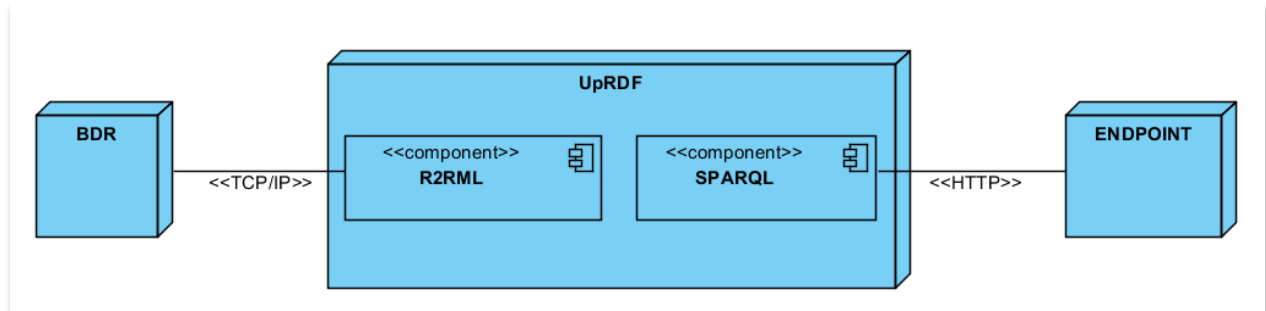 UpRDF
BDR
<<component>>
R2RML
<<component>>
SPARQL
ENDPOINT
<<TCP/IP>>
<<HTTP>>